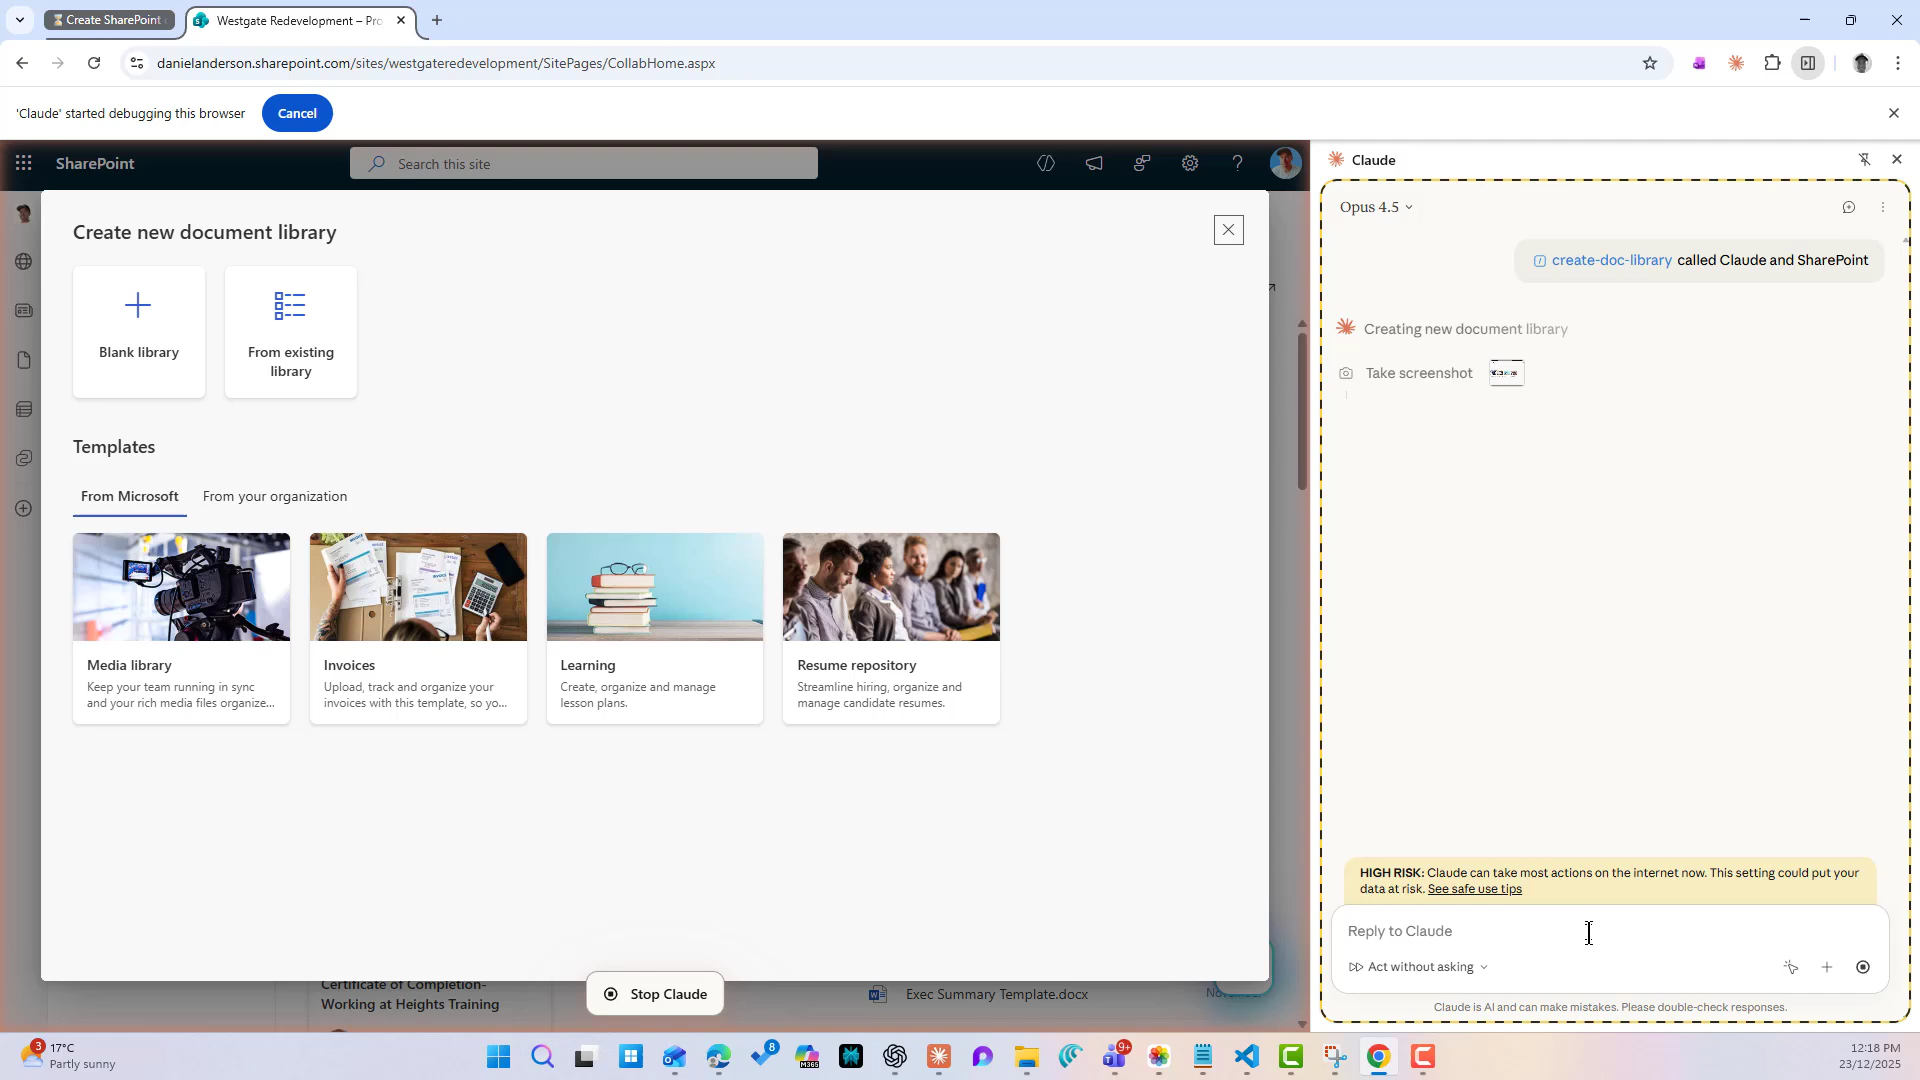 Create SharePoint
Westgate Redevelopment – Pro
danielanderson.sharepoint.com/sites/westgateredevelopment/SitePages/CollabHome.aspx
'Claude' started debugging this browser
Cancel
SharePoint
Search this site
Create new document library
Blank library
From existing
library
Templates
From Microsoft
From your organization
Media library
Keep your team running in sync
and your rich media files organize...
Invoices
Upload, track and organize your
invoices with this template, so yo...
Learning
Create, organize and manage
lesson plans.
Resume repository
Streamline hiring, organize and
manage candidate resumes.
Certificate of Completion-
Working at Heights Training
Stop Claude
Exec Summary Template.docx
Claude
Opus 4.5
create-doc-library called Claude and SharePoint
Creating new document library
Take screenshot
HIGH RISK: Claude can take most actions on the internet now. This setting could put your
data at risk. See safe use tips
Reply to Claude
Act without asking
Claude is AI and can make mistakes. Please double-check responses.
3
17°C
Partly sunny
8
M365
9+
12:18 PM
23/12/2025